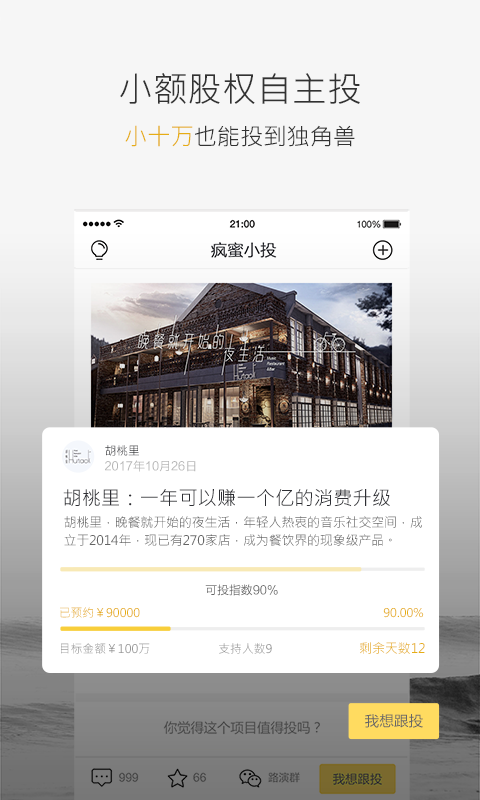 小额股权自主投
小十万也能投到独角兽
21:00
100%
疯蜜小投
晚餐就开始的
夜生活
Music
Restaurant
&Bar
Hutaoli
Hutaoli
胡桃里
2017年10月26日
胡桃里：一年可以赚一个亿的消费升级
胡桃里，晚餐就开始的夜生活，年轻人热衷的音乐社交空间，成
立于2014年，现已有270家店，成为餐饮界的现象级产品。
可投指数90%
已预约￥90000
90.00%
目标金额￥100万
支持人数9
剩余天数12
我想跟投
你觉得这个项目值得投吗？
999
66
路演群
我想跟投